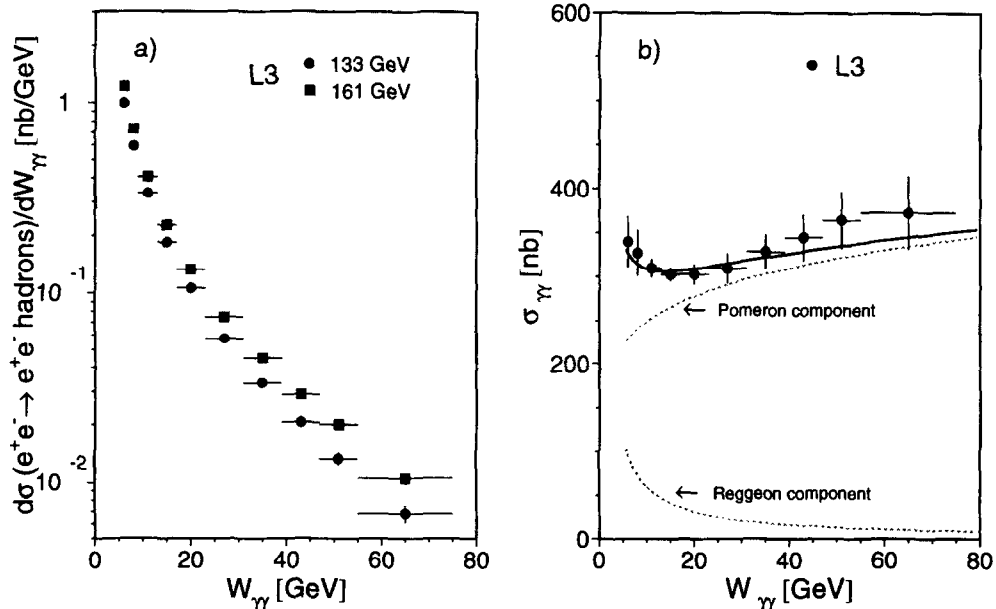 a)
L3
● 133 GeV
■ 161 GeV
dσ (e⁺e⁻ → e⁺e⁻ hadrons)/dW_γγ [nb/GeV]
1
10⁻¹
10⁻²
0 20 40 60 80
W_γγ [GeV]
b)
● L3
σ_γγ [nb]
600
400
200
0
← Pomeron component
← Reggeon component
0 20 40 60 80
W_γγ [GeV]